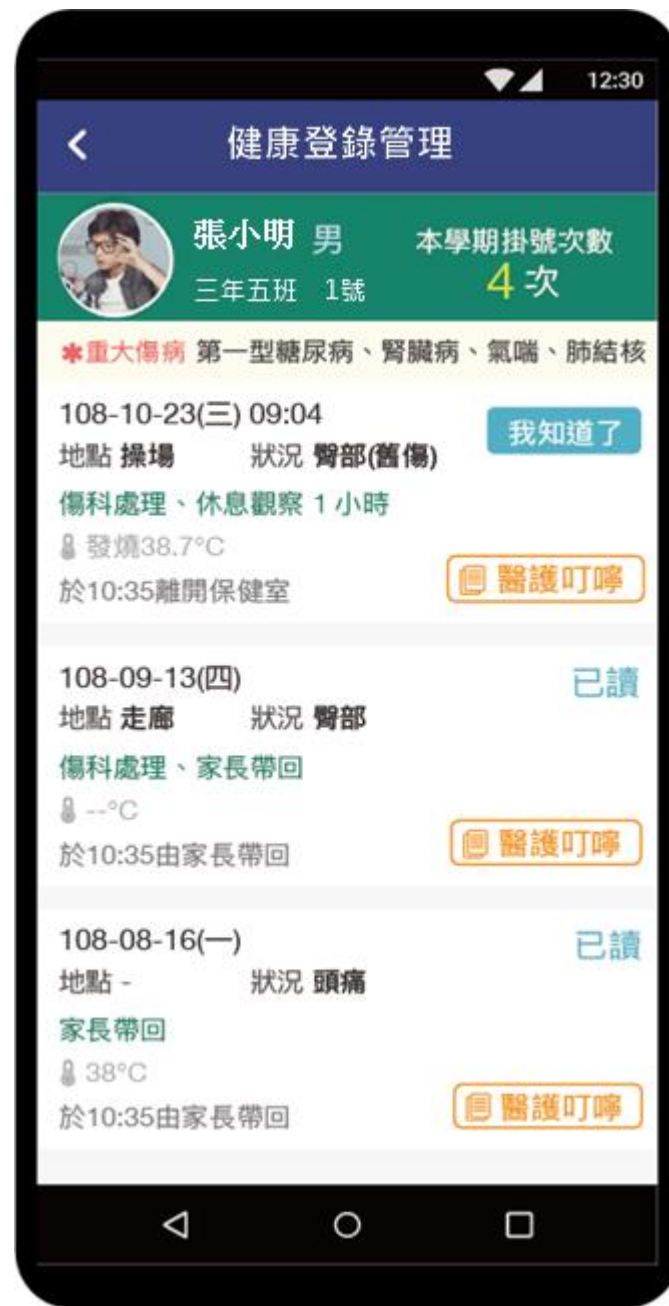 12:30
健康登錄管理
張小明 男
三年五班 1號
本學期掛號次數
4 次
✱重大傷病 第一型糖尿病、腎臟病、氣喘、肺結核
108-10-23(三) 09:04
我知道了
地點 操場 狀況 臀部(舊傷)
傷科處理、休息觀察 1 小時
發燒38.7°C
於10:35離開保健室
醫護叮嚀
108-09-13(四)
已讀
地點 走廊 狀況 臀部
傷科處理、家長帶回
--°C
於10:35由家長帶回
醫護叮嚀
108-08-16(一)
已讀
地點 - 狀況 頭痛
家長帶回
38°C
於10:35由家長帶回
醫護叮嚀